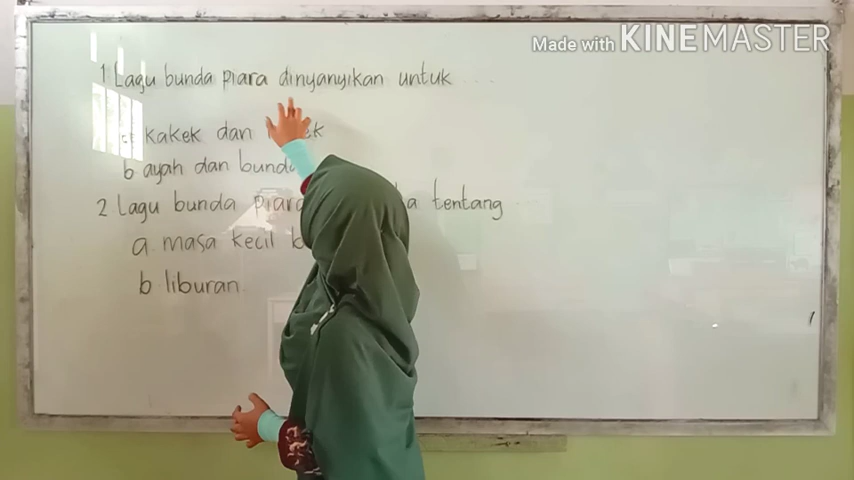 Made with KINEMASTER
1 Lagu bunda piara dinyanyikan untuk ....
kakek dan
b ayah dan bunda
2 Lagu bunda piara tentang
a. masa kecil
b liburan.